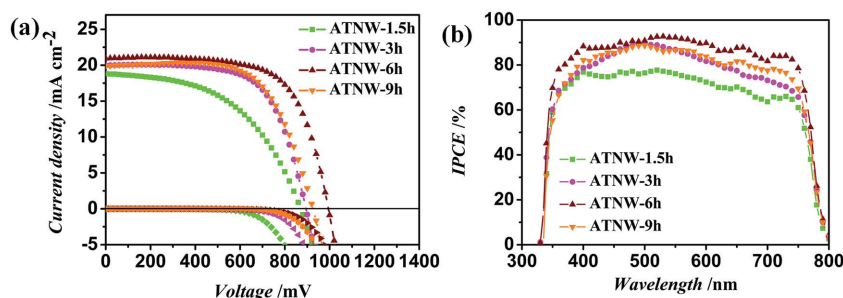 (a)
Current density /mA cm⁻²
25
20
15
10
5
0
-5
0 200 400 600 800 1000 1200 1400
Voltage /mV
ATNW-1.5h
ATNW-3h
ATNW-6h
ATNW-9h
(b)
IPCE /%
100
80
60
40
20
0
300 400 500 600 700 800
Wavelength /nm
ATNW-1.5h
ATNW-3h
ATNW-6h
ATNW-9h